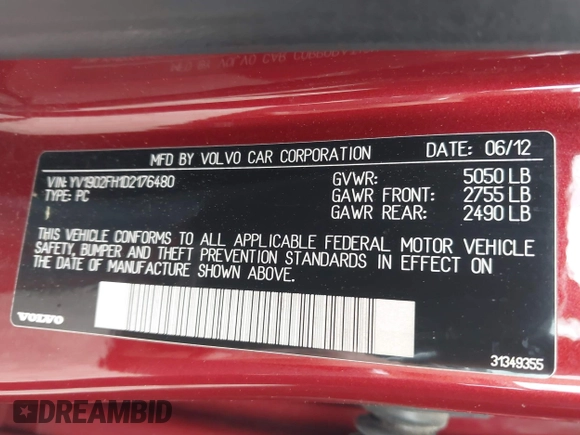 MFD BY VOLVO CAR CORPORATION DATE: 06/12
VIN: YV1902FH1D2176480 GVWR: 5050 LB
TYPE: PC GAWR FRONT: 2755 LB
GAWR REAR: 2490 LB
THIS VEHICLE CONFORMS TO ALL APPLICABLE FEDERAL MOTOR VEHICLE
SAFETY, BUMPER AND THEFT PREVENTION STANDARDS IN EFFECT ON
THE DATE OF MANUFACTURE SHOWN ABOVE.
VOLVO
31349355
DREAMBID